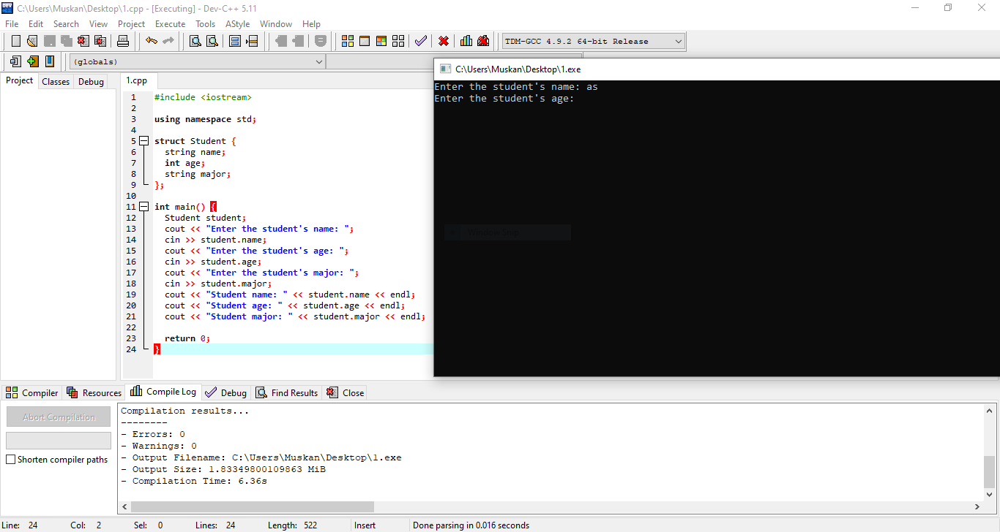 C:\Users\Muskan\Desktop\1.cpp - [Executing] - Dev-C++ 5.11
File Edit Search View Project Execute Tools AStyle Window Help
TDM-GCC 4.9.2 64-bit Release
(globals)
Project Classes Debug
1.cpp
1 #include <iostream>
2
3 using namespace std;
4
5 struct Student {
6 string name;
7 int age;
8 string major;
9 };
10
11 int main() {
12 Student student;
13 cout << "Enter the student's name: ";
14 cin >> student.name;
15 cout << "Enter the student's age: ";
16 cin >> student.age;
17 cout << "Enter the student's major: ";
18 cin >> student.major;
19 cout << "Student name: " << student.name << endl;
20 cout << "Student age: " << student.age << endl;
21 cout << "Student major: " << student.major << endl;
22
23 return 0;
24 }
C:\Users\Muskan\Desktop\1.exe
Enter the student's name: as
Enter the student's age:
Compiler Resources Compile Log Debug Find Results Close
Abort Compilation
Shorten compiler paths
Compilation results...
--------
- Errors: 0
- Warnings: 0
- Output Filename: C:\Users\Muskan\Desktop\1.exe
- Output Size: 1.83349800109863 MiB
- Compilation Time: 6.36s
Line: 24 Col: 2 Sel: 0 Lines: 24 Length: 522 Insert Done parsing in 0.016 seconds